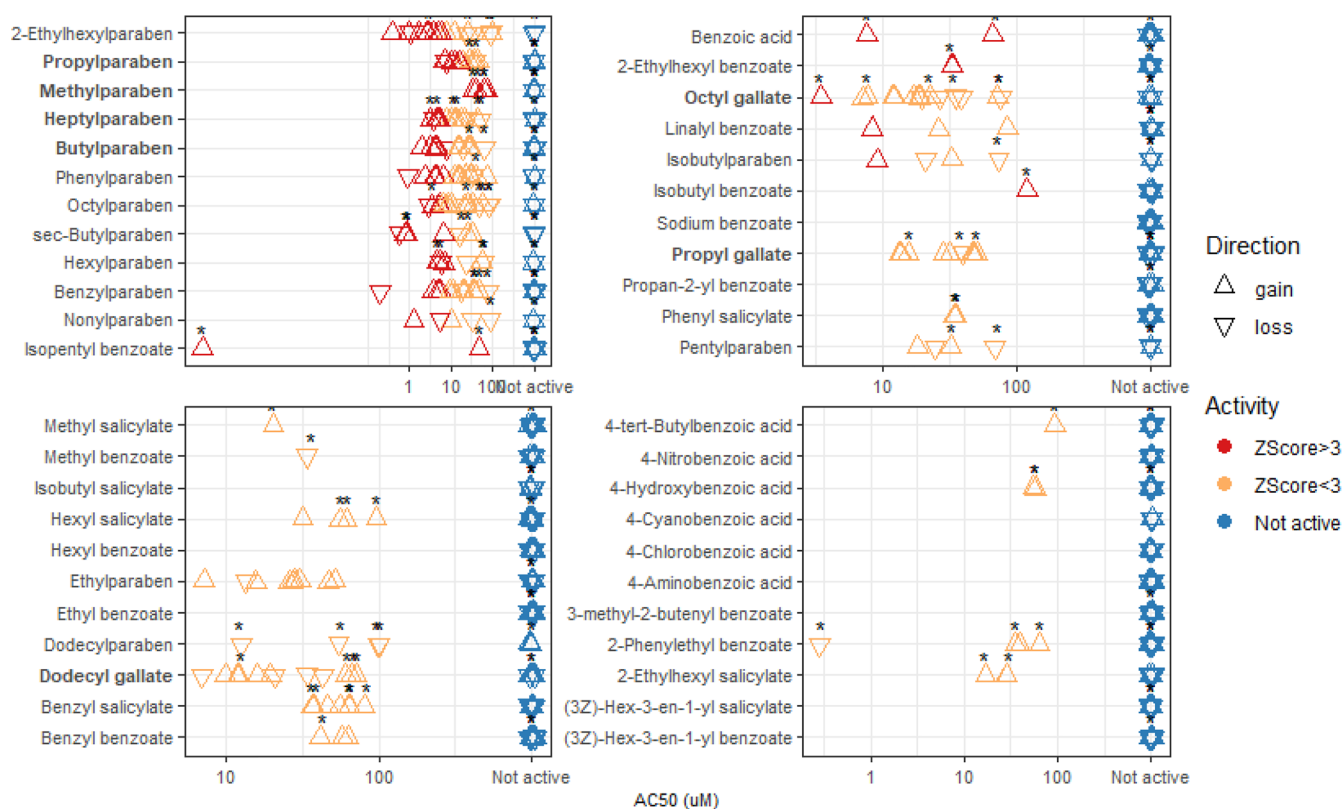 2-Ethylhexylparaben
Propylparaben
Methylparaben
Heptylparaben
Butylparaben
Phenylparaben
Octylparaben
sec-Butylparaben
Hexylparaben
Benzylparaben
Nonylparaben
Isopentyl benzoate
1 10 100 Not active
Benzoic acid
2-Ethylhexyl benzoate
Octyl gallate
Linalyl benzoate
Isobutylparaben
Isobutyl benzoate
Sodium benzoate
Propyl gallate
Propan-2-yl benzoate
Phenyl salicylate
Pentylparaben
10 100 Not active
Methyl salicylate
Methyl benzoate
Isobutyl salicylate
Hexyl salicylate
Hexyl benzoate
Ethylparaben
Ethyl benzoate
Dodecylparaben
Dodecyl gallate
Benzyl salicylate
Benzyl benzoate
10 100 Not active
4-tert-Butylbenzoic acid
4-Nitrobenzoic acid
4-Hydroxybenzoic acid
4-Cyanobenzoic acid
4-Chlorobenzoic acid
4-Aminobenzoic acid
3-methyl-2-butenyl benzoate
2-Phenylethyl benzoate
2-Ethylhexyl salicylate
(3Z)-Hex-3-en-1-yl salicylate
(3Z)-Hex-3-en-1-yl benzoate
1 10 100 Not active
AC50 (uM)
Direction
gain
loss
Activity
ZScore>3
ZScore<3
Not active